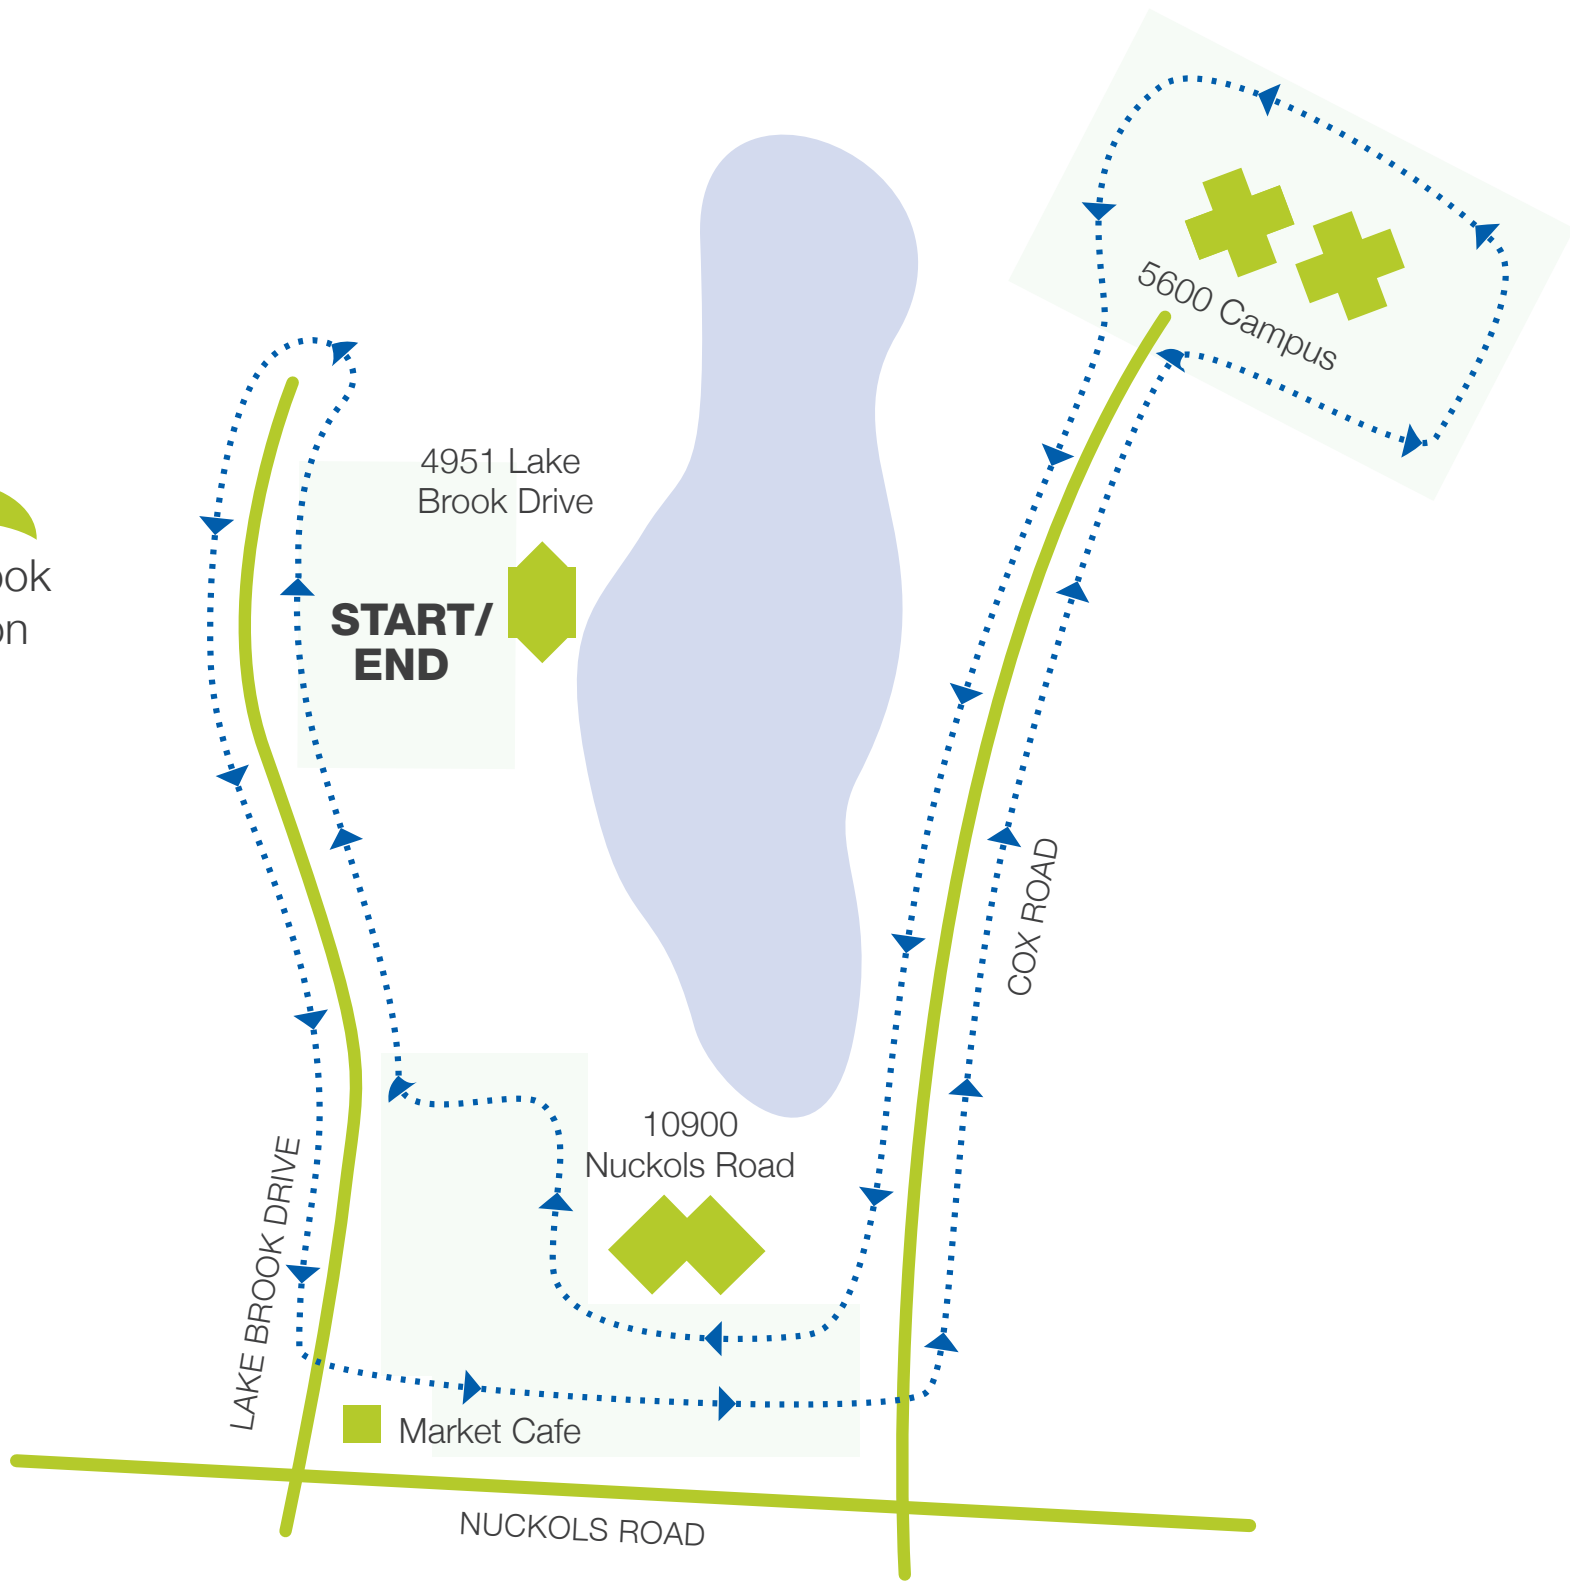 5600 Campus
4951 Lake
Brook Drive
START/
END
COX ROAD
10900
Nuckols Road
LAKE BROOK DRIVE
Market Cafe
NUCKOLS ROAD